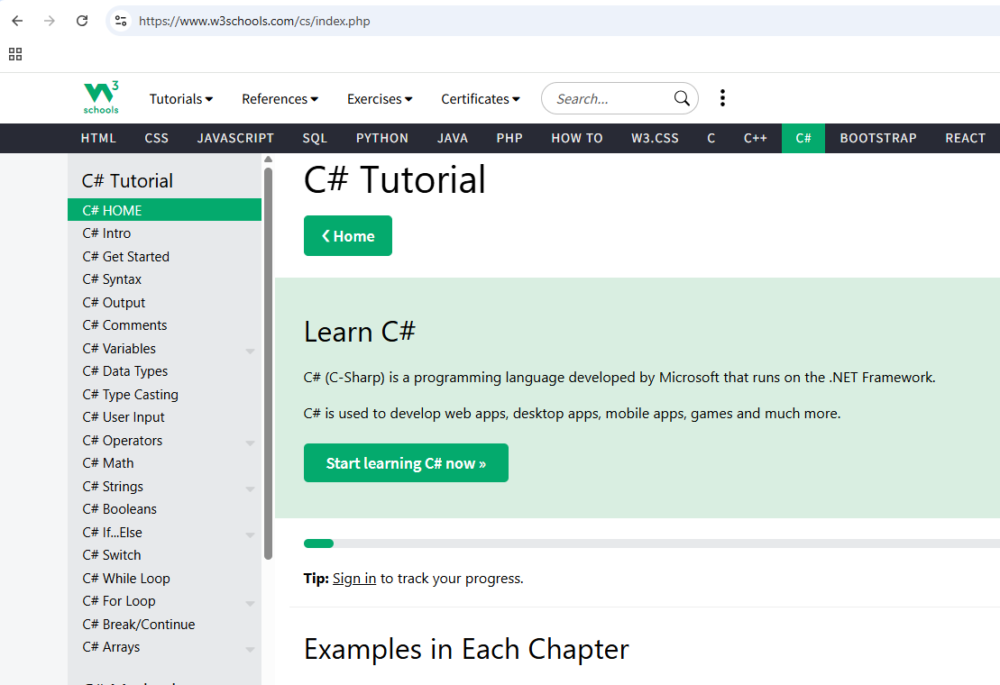 https://www.w3schools.com/cs/index.php
W3
schools
Tutorials References Exercises Certificates Search...
HTML CSS JAVASCRIPT SQL PYTHON JAVA PHP HOW TO W3.CSS C C++ C# BOOTSTRAP REACT
C# Tutorial
C# HOME
C# Intro
C# Get Started
C# Syntax
C# Output
C# Comments
C# Variables
C# Data Types
C# Type Casting
C# User Input
C# Operators
C# Math
C# Strings
C# Booleans
C# If...Else
C# Switch
C# While Loop
C# For Loop
C# Break/Continue
C# Arrays
C# Tutorial
❮ Home
Learn C#
C# (C-Sharp) is a programming language developed by Microsoft that runs on the .NET Framework.
C# is used to develop web apps, desktop apps, mobile apps, games and much more.
Start learning C# now »
Tip: Sign in to track your progress.
Examples in Each Chapter